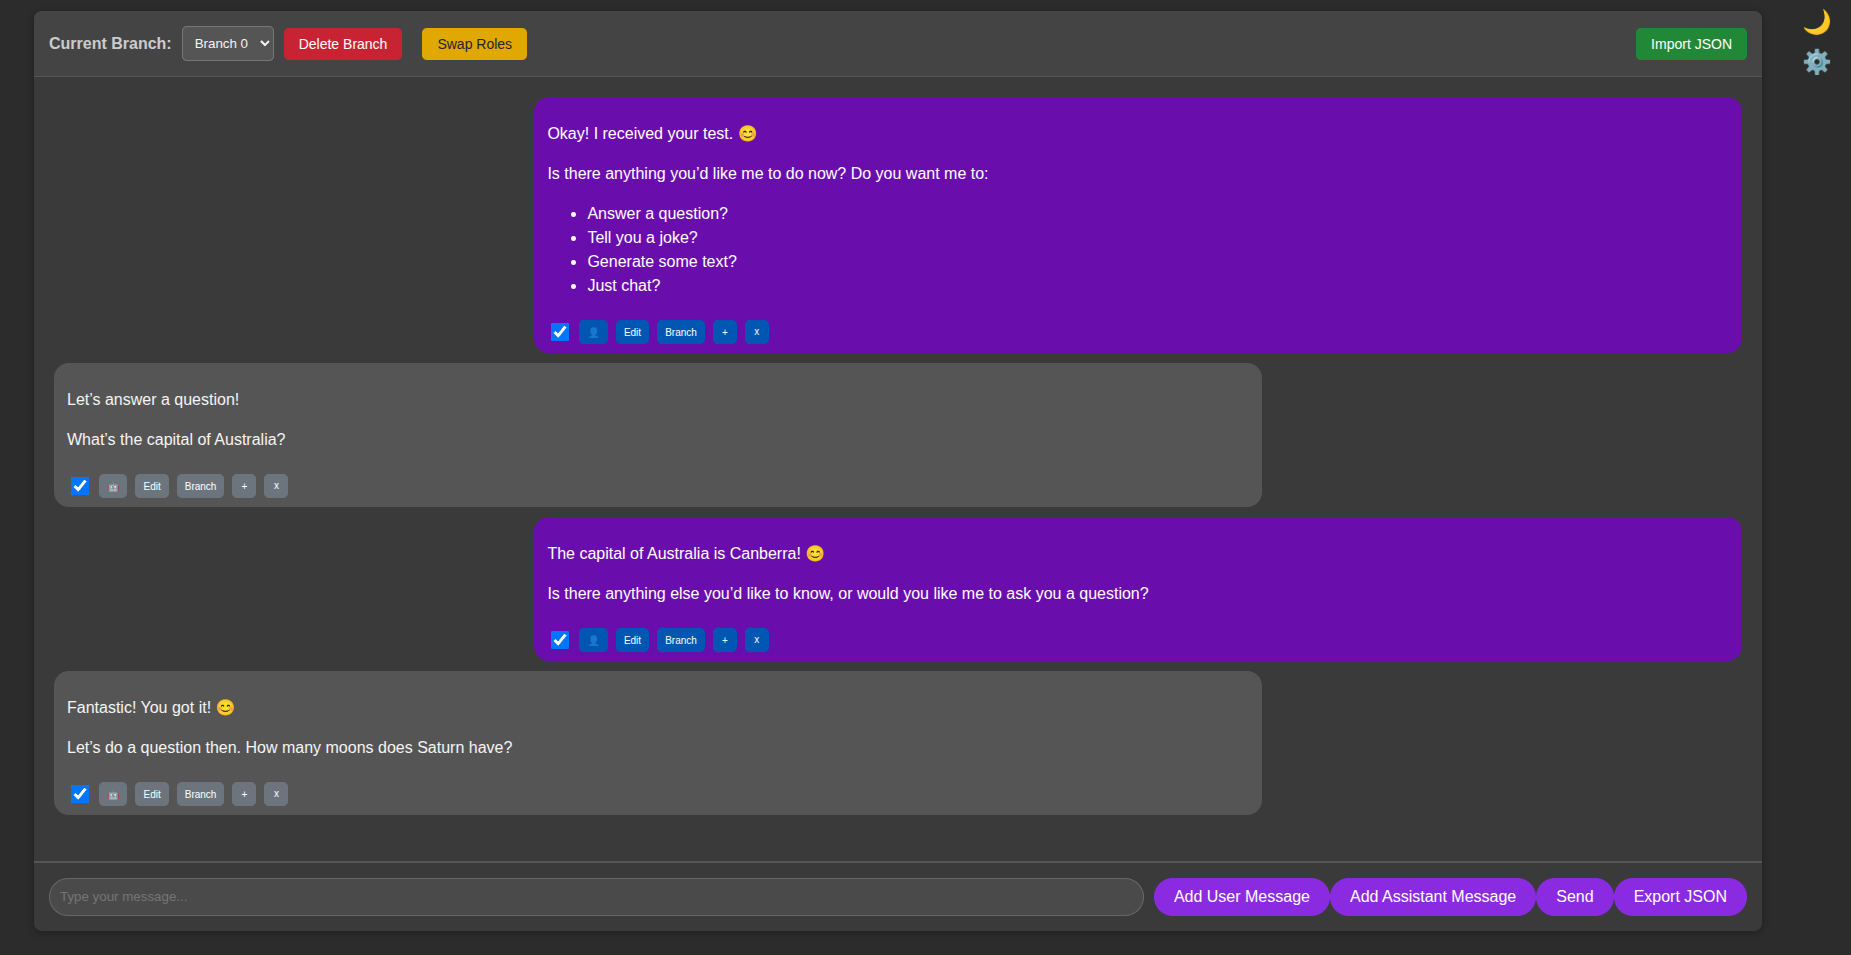 Current Branch: Branch 0 Delete Branch Swap Roles Import JSON
Okay! I received your test. 😊
Is there anything you’d like me to do now? Do you want me to:
• Answer a question?
• Tell you a joke?
• Generate some text?
• Just chat?
Edit Branch + x
Let’s answer a question!
What’s the capital of Australia?
Edit Branch + x
The capital of Australia is Canberra! 😊
Is there anything else you’d like to know, or would you like me to ask you a question?
Edit Branch + x
Fantastic! You got it! 😊
Let’s do a question then. How many moons does Saturn have?
Edit Branch + x
Type your message... Add User Message Add Assistant Message Send Export JSON